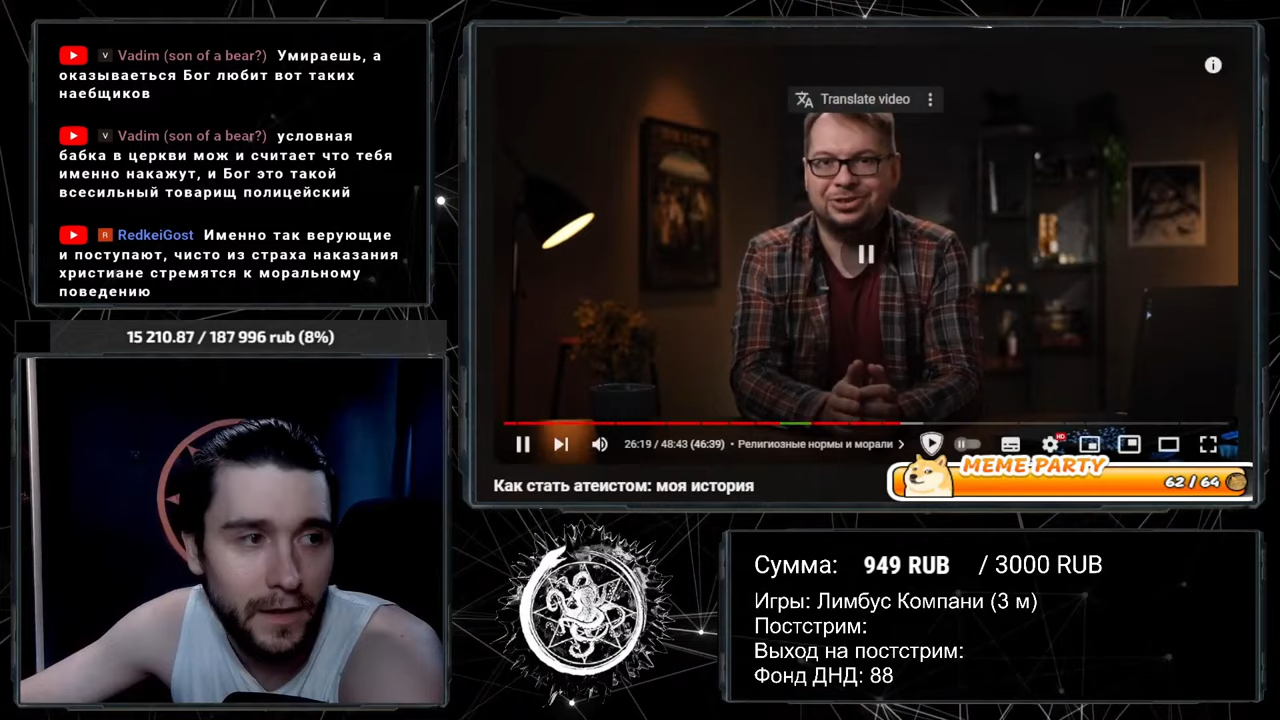 V Vadim (son of a bear?) Умираешь, а
оказываеться Бог любит вот таких
наебщиков
V Vadim (son of a bear?) условная
бабка в церкви мож и считает что тебя
именно накажут, и Бог это такой
всесильный товарищ полицейский
R RedkeiGost Именно так верующие
и поступают, чисто из страха наказания
христиане стремятся к моральному
поведению
15 210.87 / 187 996 rub (8%)
Translate video
26:19 / 48:43 (46:39) • Религиозные нормы и морали
HD
Как стать атеистом: моя история
MEME PARTY
62 / 64
Сумма: 949 RUB / 3000 RUB
Игры: Лимбус Компани (3 м)
Постстрим:
Выход на постстрим:
Фонд ДНД: 88